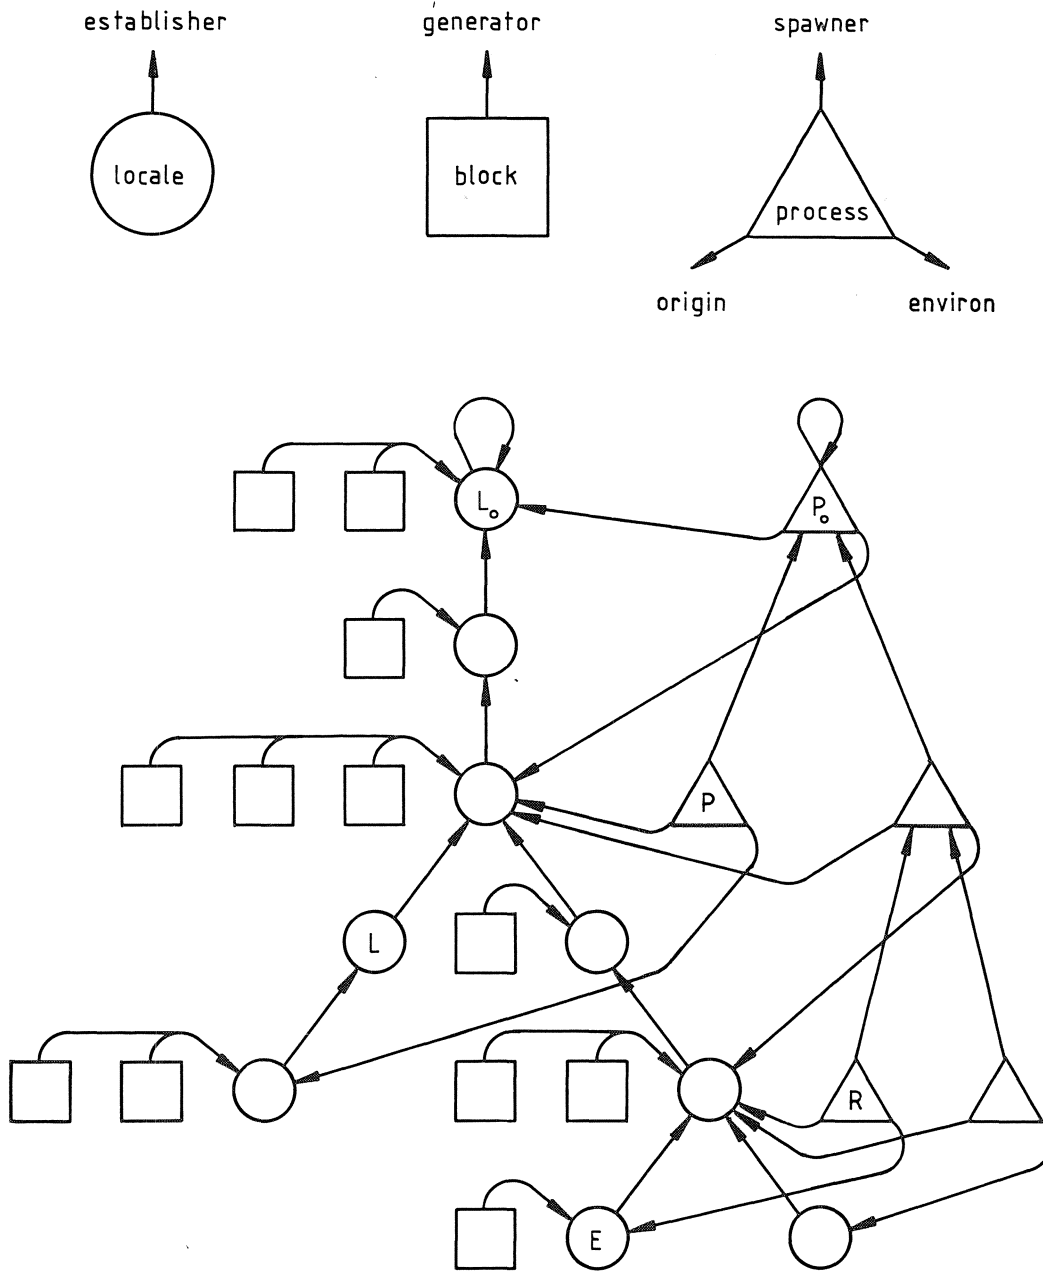 establisher generator spawner
locale block process
origin environ
L₀ P₀
P
L
R
E